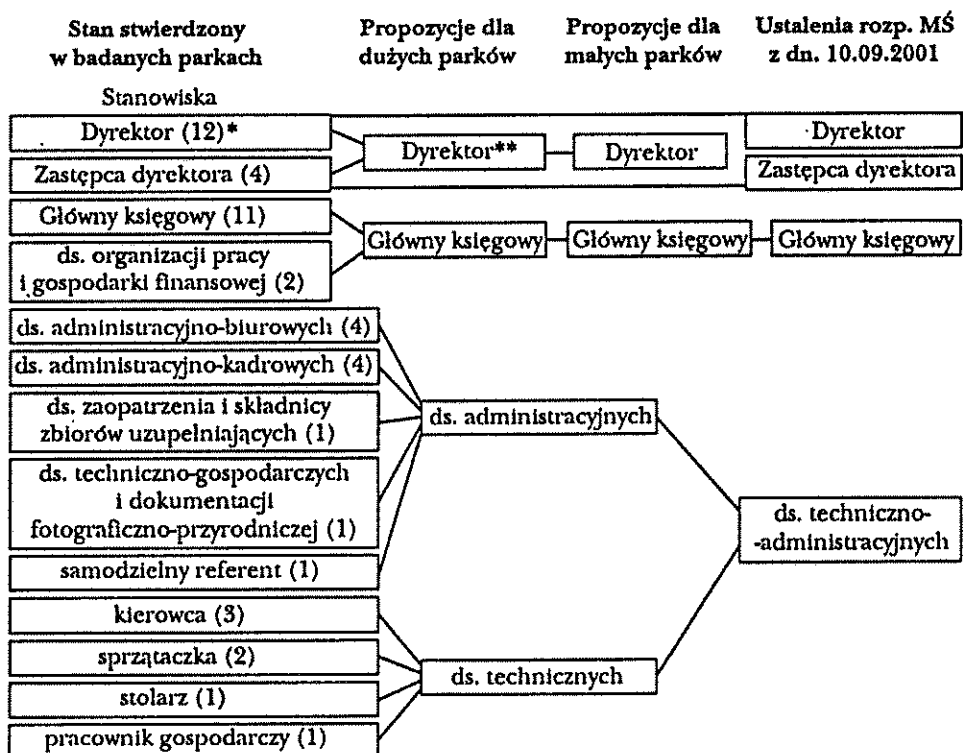 Stan stwierdzony
w badanych parkach
Propozycje dla
dużych parków
Propozycje dla
małych parków
Ustalenia rozp. MŚ
z dn. 10.09.2001
Stanowiska
Dyrektor (12)*
Zastępca dyrektora (4)
Dyrektor**
Dyrektor
Dyrektor
Zastępca dyrektora
Główny księgowy (11)
ds. organizacji pracy
i gospodarki finansowej (2)
Główny księgowy
Główny księgowy
Główny księgowy
ds. administracyjno-biurowych (4)
ds. administracyjno-kadrowych (4)
ds. zaopatrzenia i składnicy
zbiorów uzupełniających (1)
ds. techniczno-gospodarczych
i dokumentacji
fotograficzno-przyrodniczej (1)
samodzielny referent (1)
ds. administracyjnych
ds. techniczno-
-administracyjnych
kierowca (3)
sprzątaczka (2)
stolarz (1)
pracownik gospodarczy (1)
ds. technicznych